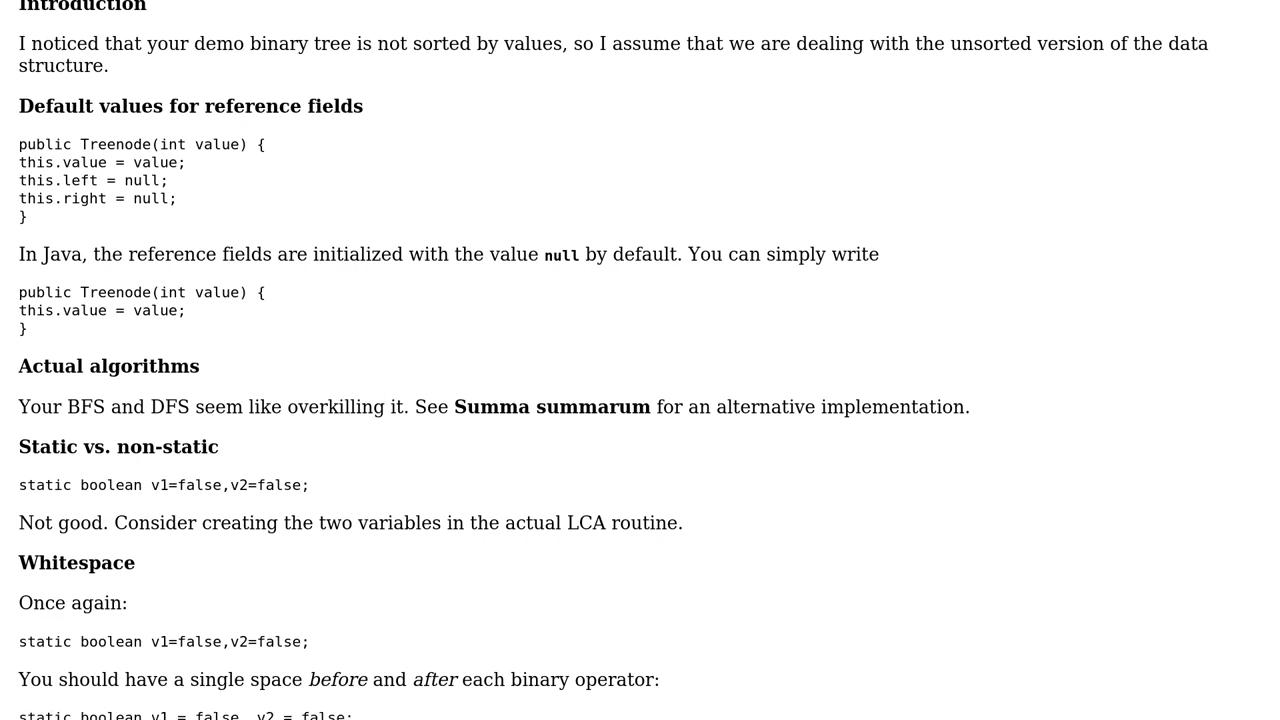 Introduction
I noticed that your demo binary tree is not sorted by values, so I assume that we are dealing with the unsorted version of the data
structure.
Default values for reference fields
public Treenode(int value) {
this.value = value;
this.left = null;
this.right = null;
}
In Java, the reference fields are initialized with the value null by default. You can simply write
public Treenode(int value) {
this.value = value;
}
Actual algorithms
Your BFS and DFS seem like overkilling it. See Summa summarum for an alternative implementation.
Static vs. non-static
static boolean v1=false,v2=false;
Not good. Consider creating the two variables in the actual LCA routine.
Whitespace
Once again:
static boolean v1=false,v2=false;
You should have a single space before and after each binary operator:
static boolean v1 = false, v2 = false;